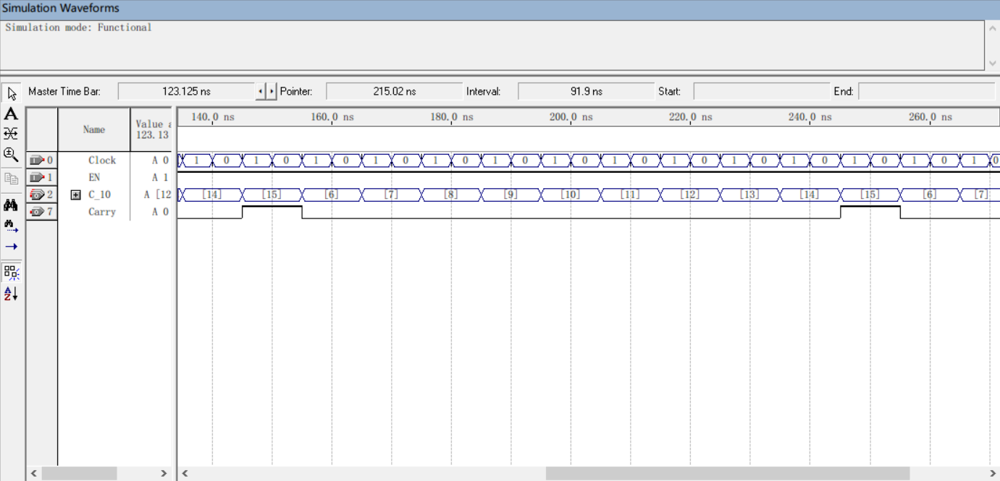 Simulation Waveforms
Simulation mode: Functional
Master Time Bar: 123.125 ns Pointer: 215.02 ns Interval: 91.9 ns Start: End:
Name Value a 123.13 140.0 ns 160.0 ns 180.0 ns 200.0 ns 220.0 ns 240.0 ns 260.0 ns
0 Clock A 0 1 0 1 0 1 0 1 0 1 0 1 0 1 0 1 0 1 0 1 0 1 0 1 0 1 0 1 0
1 EN A 1
2 C_10 A [12 [14] [15] [6] [7] [8] [9] [10] [11] [12] [13] [14] [15] [6] [7]
7 Carry A 0